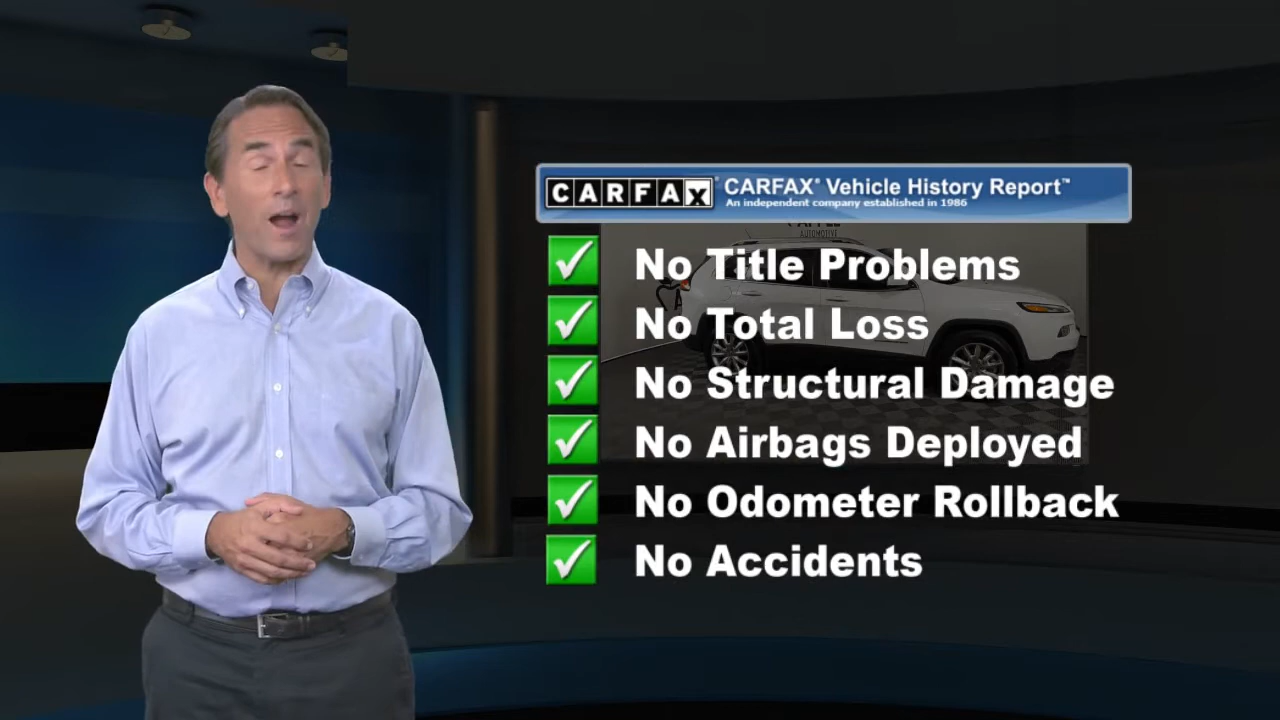 CARFAX® CARFAX® Vehicle History Report™
An independent company established in 1986
AUTOMOTIVE
No Title Problems
No Total Loss
No Structural Damage
No Airbags Deployed
No Odometer Rollback
No Accidents